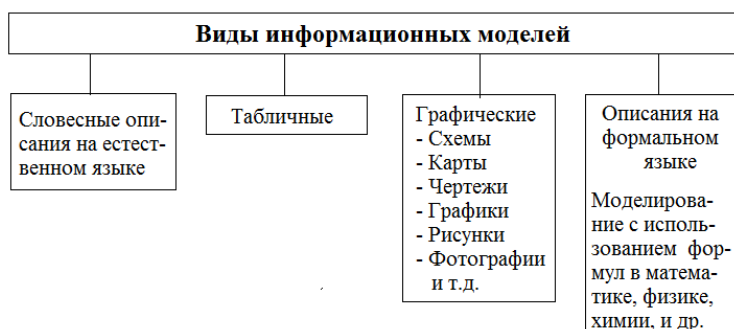 Виды информационных моделей
Словесные опи-
сания на естест-
венном языке
Табличные
Графические
- Схемы
- Карты
- Чертежи
- Графики
- Рисунки
- Фотографии
и т.д.
Описания на
формальном
языке
Моделирова-
ние с исполь-
зованием фор-
мул в матема-
тике, физике,
химии, и др.